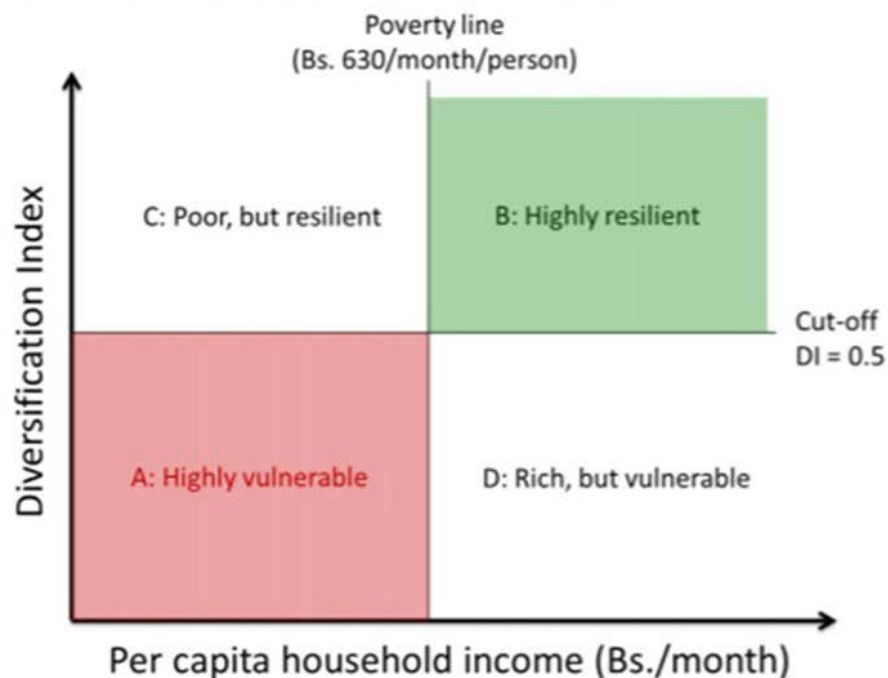 Poverty line
(Bs. 630/month/person)
Diversification Index
C: Poor, but resilient
B: Highly resilient
Cut-off
DI = 0.5
A: Highly vulnerable
D: Rich, but vulnerable
Per capita household income (Bs./month)